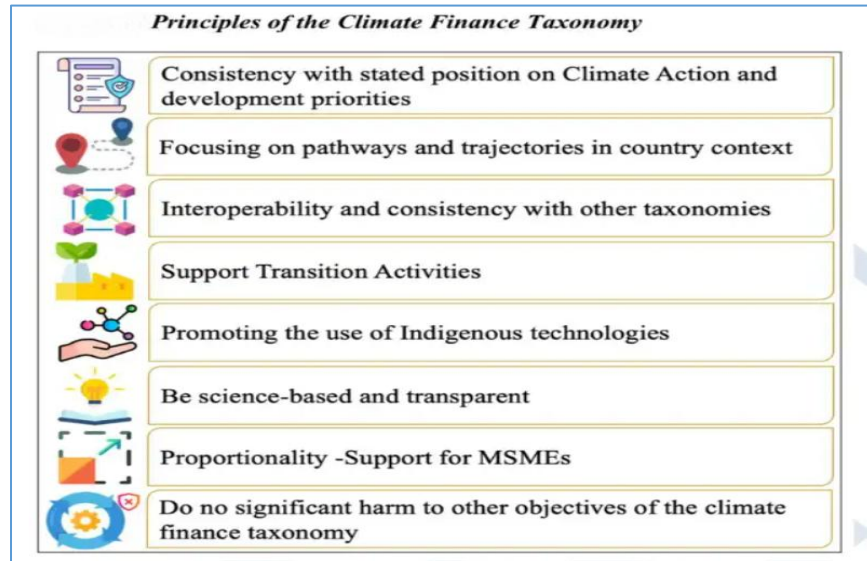 Principles of the Climate Finance Taxonomy
Consistency with stated position on Climate Action and
development priorities
Focusing on pathways and trajectories in country context
Interoperability and consistency with other taxonomies
Support Transition Activities
Promoting the use of Indigenous technologies
Be science-based and transparent
Proportionality -Support for MSMEs
Do no significant harm to other objectives of the climate
finance taxonomy